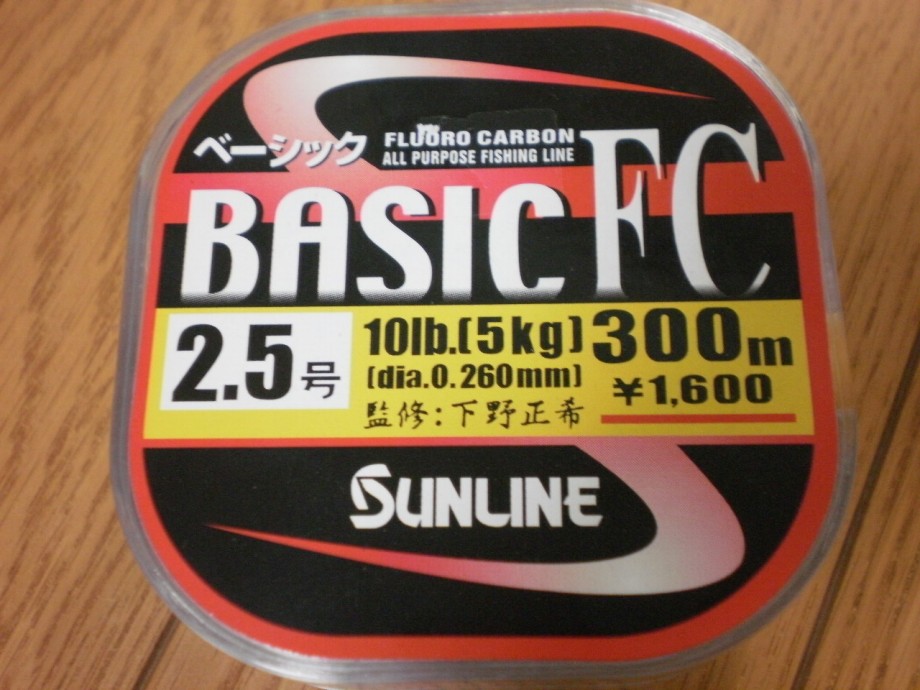 ベーシック
FLUORO CARBON
ALL PURPOSE FISHING LINE
BASIC FC
2.5号
10lb.(5kg)
(dia.0.260mm)
監修:下野正希
300m
¥1,600
SUNLINE